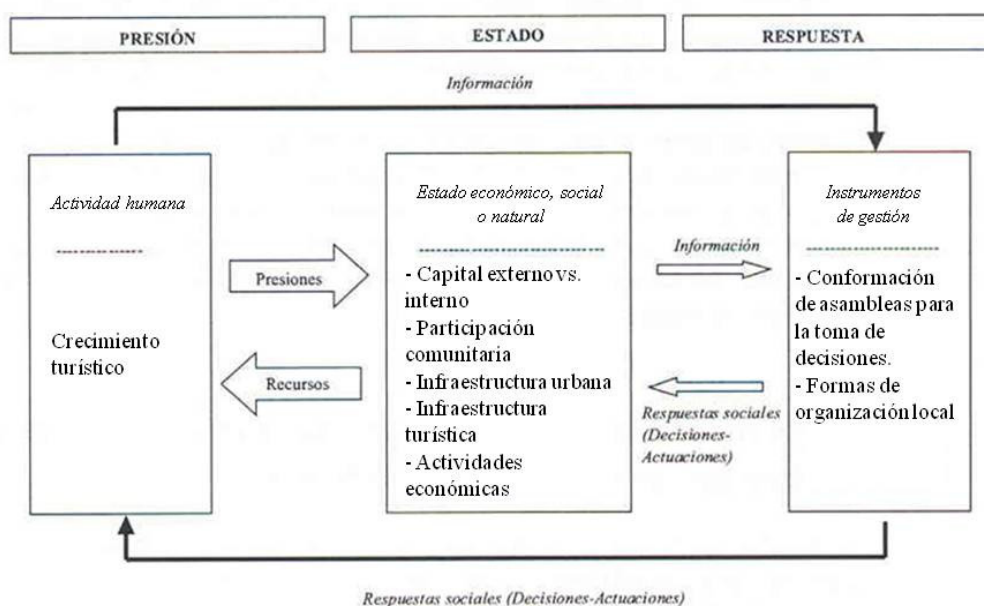 PRESIÓN
ESTADO
RESPUESTA
Información
Actividad humana
Crecimiento
turístico
Presiones
Recursos
Estado económico, social
o natural
- Capital externo vs.
interno
- Participación
comunitaria
- Infraestructura urbana
- Infraestructura
turística
- Actividades
económicas
Información
Respuestas sociales
(Decisiones-
Actuaciones)
Instrumentos
de gestión
- Conformación
de asambleas para
la toma de
decisiones.
- Formas de
organización local
Respuestas sociales (Decisiones-Actuaciones)